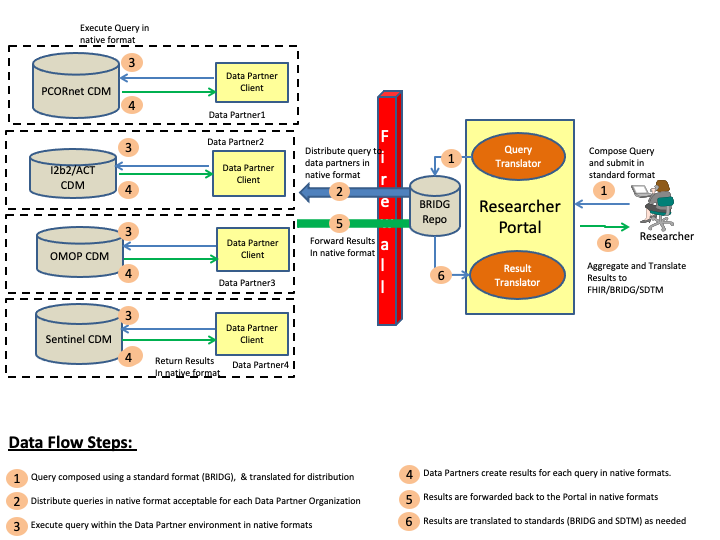 Execute Query in
native format
3
PCORnet CDM
4
Data Partner
Client
Data Partner1
Data Partner2
3
I2b2/ACT
CDM
4
Data Partner
Client
3
OMOP CDM
4
Data Partner
Client
Data Partner3
3
Sentinel CDM
4
Data Partner
Client
Return Results
In native format
Data Partner4
Distribute query to
data partners in
native format
2
5
Forward Results
In native format
Firewall
BRIDG
Repo
1
6
Query
Translator
Researcher
Portal
Result
Translator
Compose Query
and submit in
standard format
1
6
Researcher
Aggregate and Translate
Results to
FHIR/BRIDG/SDTM
Data Flow Steps:
1 Query composed using a standard format (BRIDG), & translated for distribution
2 Distribute queries in native format acceptable for each Data Partner Organization
3 Execute query within the Data Partner environment in native formats
4 Data Partners create results for each query in native formats.
5 Results are forwarded back to the Portal in native formats
6 Results are translated to standards (BRIDG and SDTM) as needed